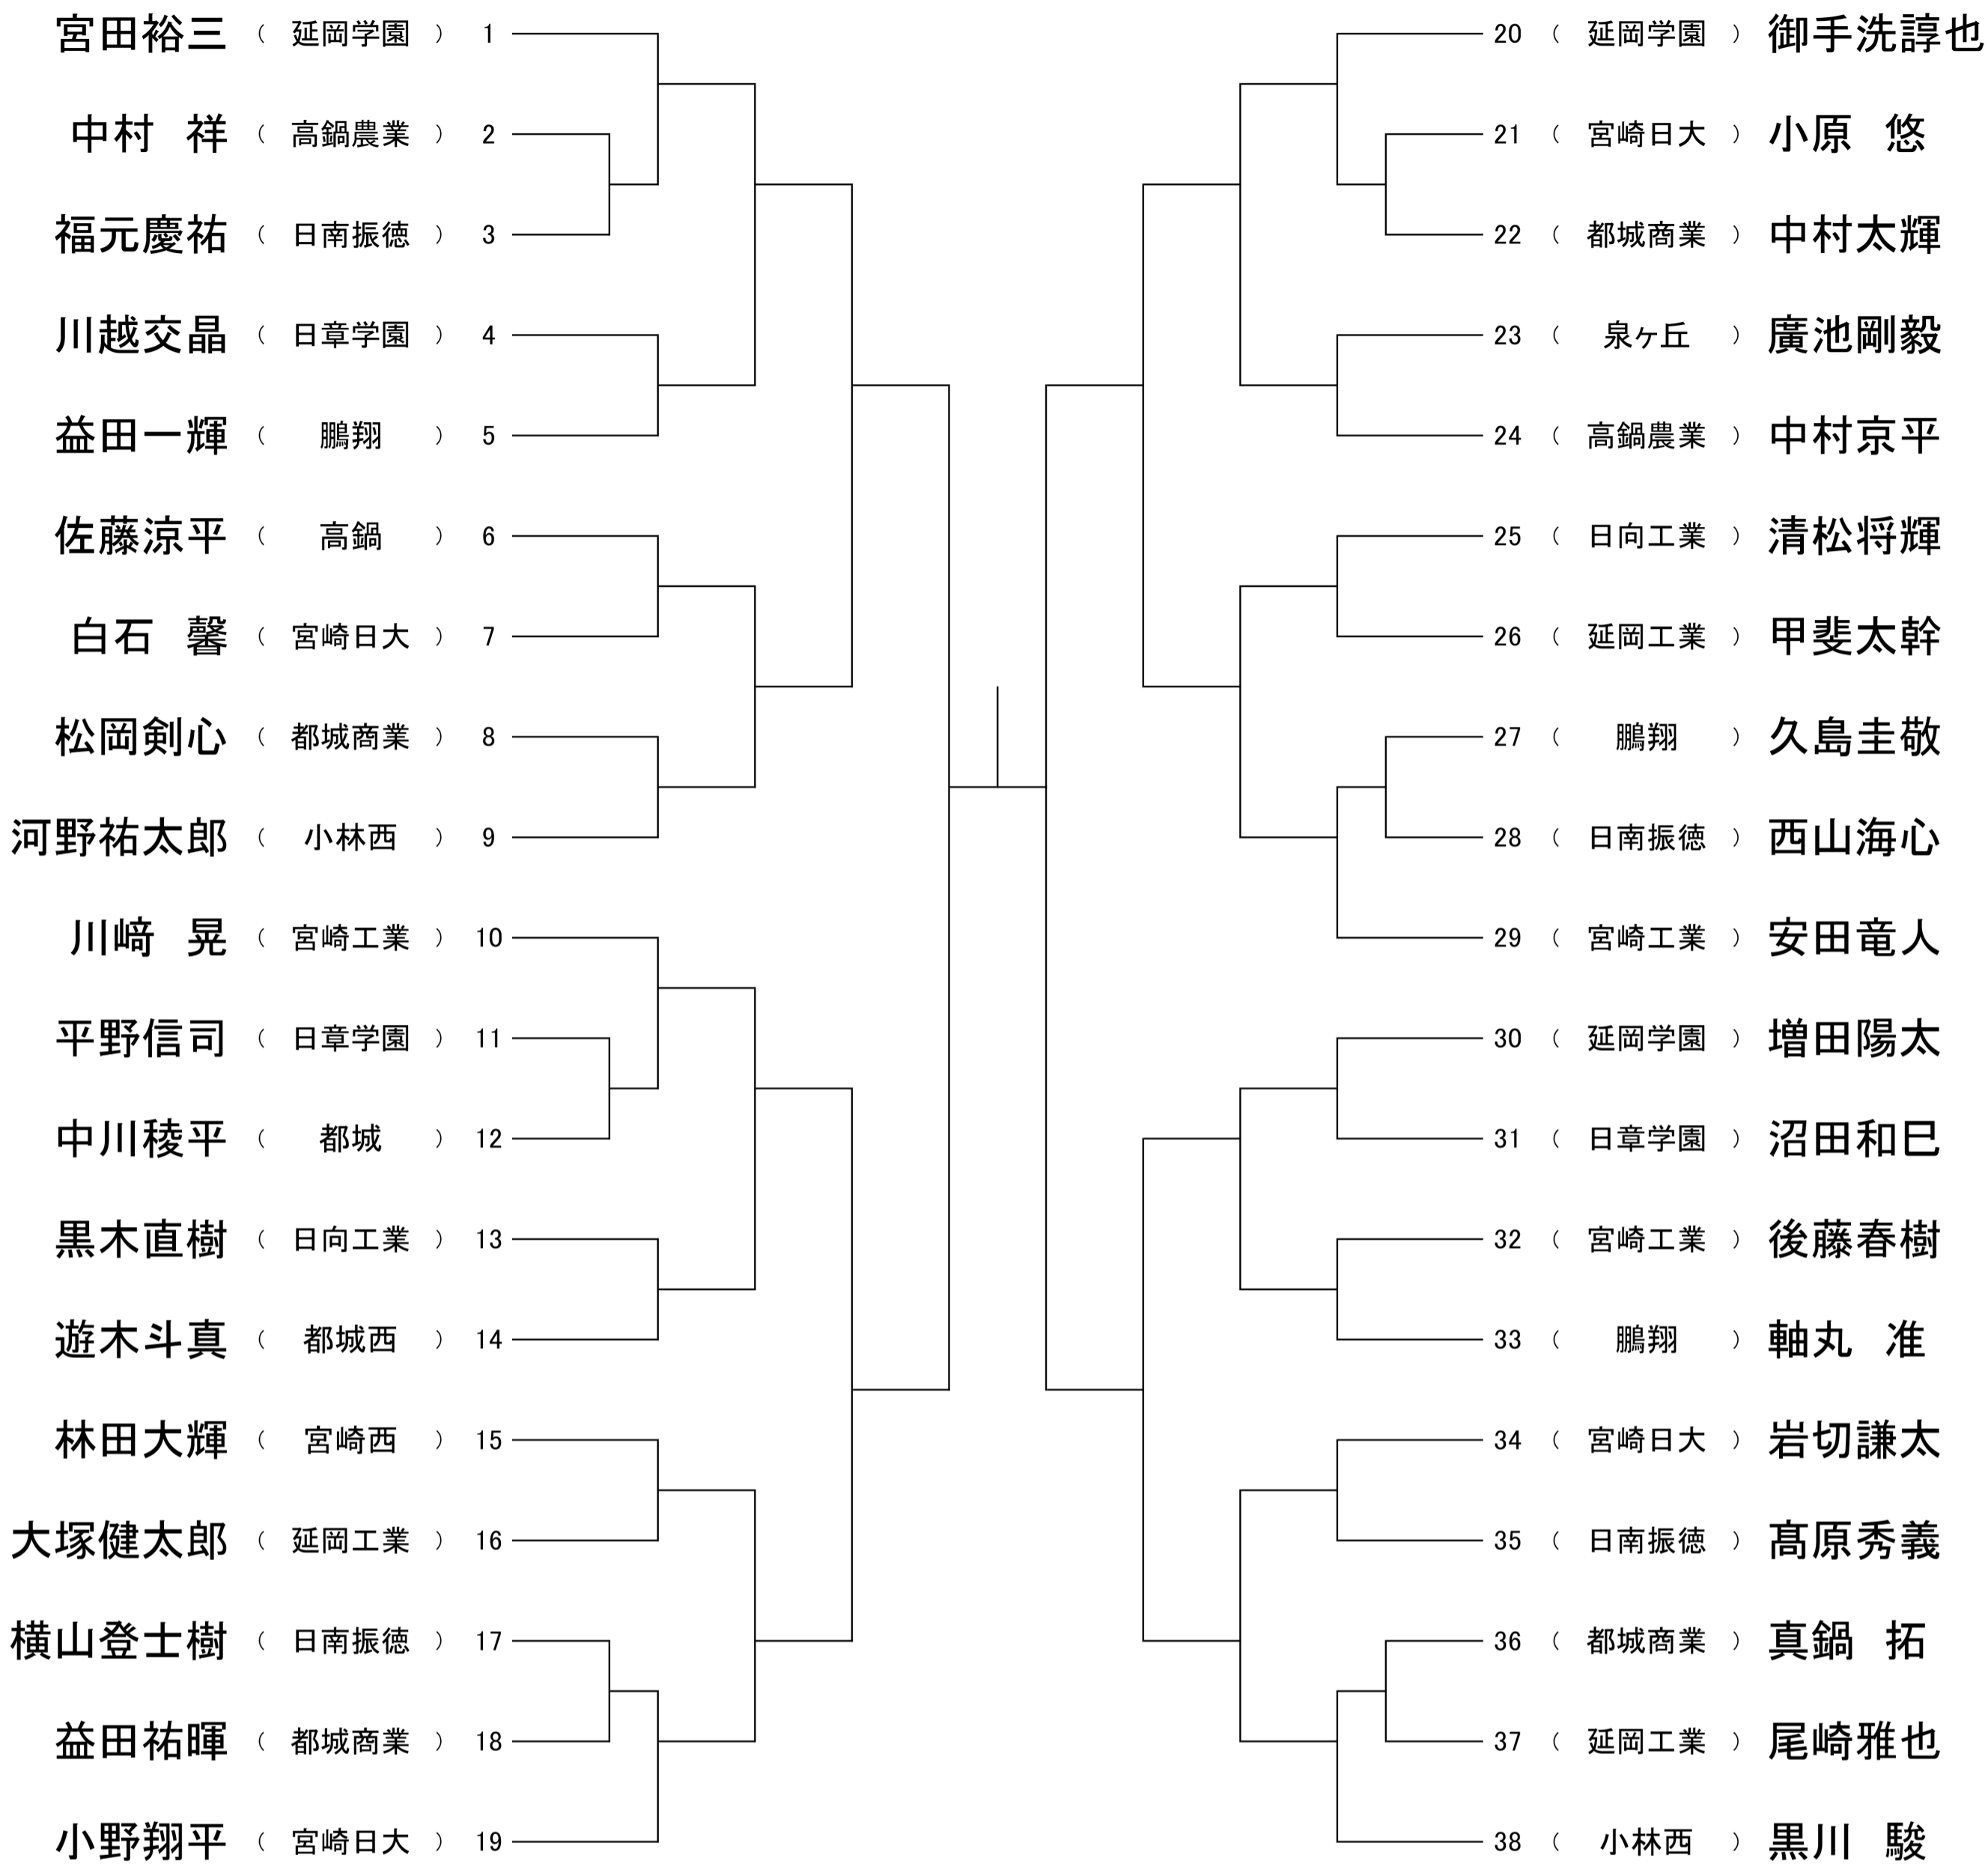 宮田裕三 （ 延岡学園 ） 1
中村　祥 （ 高鍋農業 ） 2
福元慶祐 （ 日南振徳 ） 3
川越交晶 （ 日章学園 ） 4
益田一輝 （ 鵬翔 ） 5
佐藤涼平 （ 高鍋 ） 6
白石　馨 （ 宮崎日大 ） 7
松岡剣心 （ 都城商業 ） 8
河野祐太郎 （ 小林西 ） 9
川﨑　晃 （ 宮崎工業 ） 10
平野信司 （ 日章学園 ） 11
中川稜平 （ 都城 ） 12
黒木直樹 （ 日向工業 ） 13
遊木斗真 （ 都城西 ） 14
林田大輝 （ 宮崎西 ） 15
大塚健太郎 （ 延岡工業 ） 16
横山登士樹 （ 日南振徳 ） 17
益田祐暉 （ 都城商業 ） 18
小野翔平 （ 宮崎日大 ） 19
20 （ 延岡学園 ） 御手洗諄也
21 （ 宮崎日大 ） 小原　悠
22 （ 都城商業 ） 中村太輝
23 （ 泉ヶ丘 ） 廣池剛毅
24 （ 高鍋農業 ） 中村京平
25 （ 日向工業 ） 清松将輝
26 （ 延岡工業 ） 甲斐太幹
27 （ 鵬翔 ） 久島圭敬
28 （ 日南振徳 ） 西山海心
29 （ 宮崎工業 ） 安田竜人
30 （ 延岡学園 ） 増田陽太
31 （ 日章学園 ） 沼田和巳
32 （ 宮崎工業 ） 後藤春樹
33 （ 鵬翔 ） 軸丸　准
34 （ 宮崎日大 ） 岩切謙太
35 （ 日南振徳 ） 髙原秀義
36 （ 都城商業 ） 真鍋　拓
37 （ 延岡工業 ） 尾崎雅也
38 （ 小林西 ） 黒川　駿